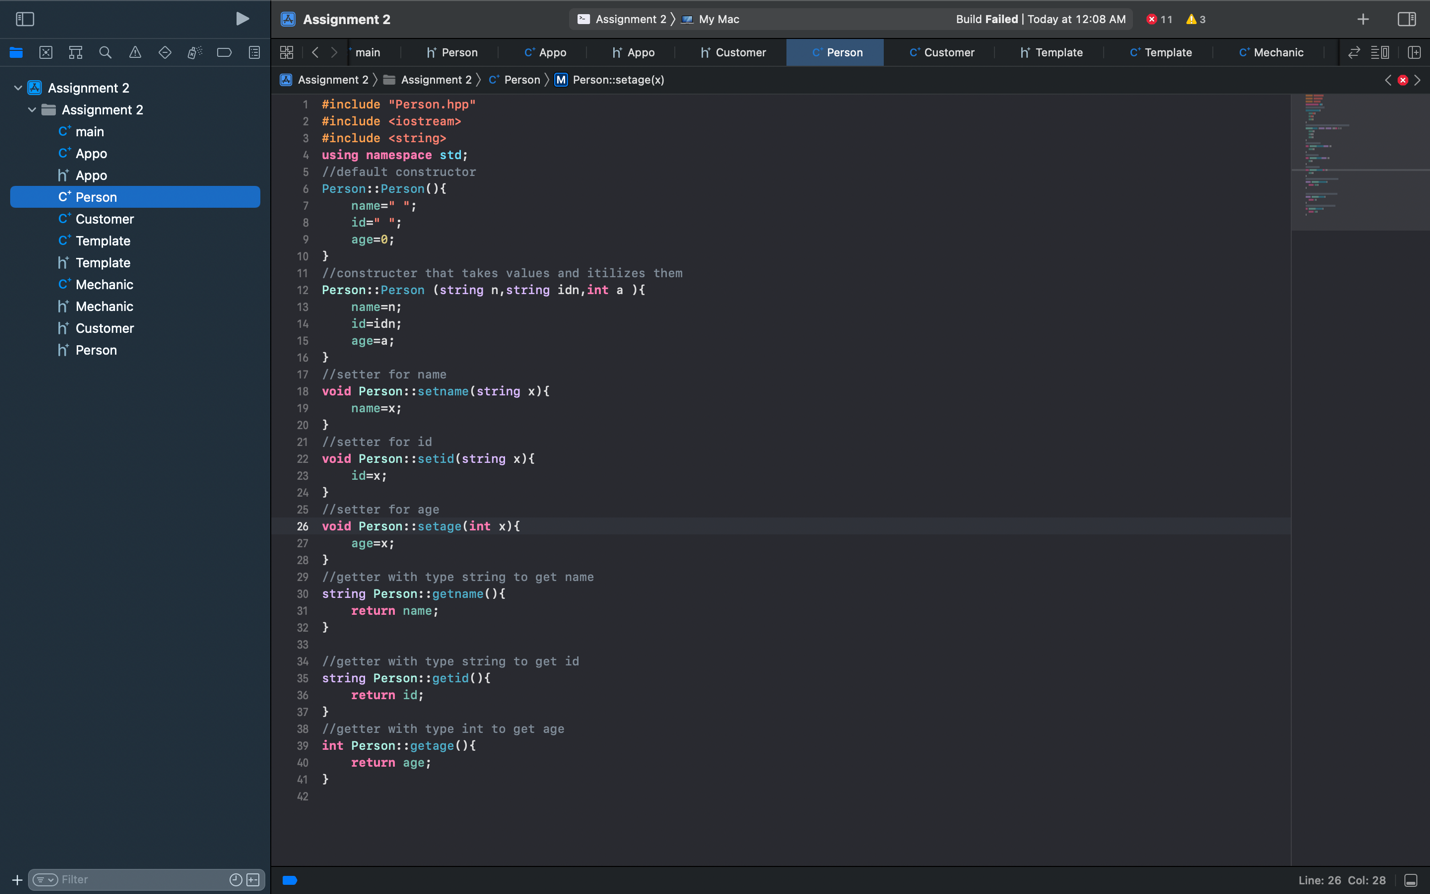 Assignment 2
Assignment 2 〉 My Mac
Build Failed | Today at 12:08 AM
11
3
main
Person
Appo
Appo
Customer
Person
Customer
Template
Template
Mechanic
Assignment 2 〉 Assignment 2 〉 Person 〉 M Person::setage(x)
Assignment 2
Assignment 2
main
Appo
Appo
Person
Customer
Template
Template
Mechanic
Mechanic
Customer
Person
1 #include "Person.hpp"
2 #include <iostream>
3 #include <string>
4 using namespace std;
5 //default constructor
6 Person::Person(){
7     name=" ";
8     id=" ";
9     age=0;
10 }
11 //constructer that takes values and itilizes them
12 Person::Person (string n,string idn,int a ){
13     name=n;
14     id=idn;
15     age=a;
16 }
17 //setter for name
18 void Person::setname(string x){
19     name=x;
20 }
21 //setter for id
22 void Person::setid(string x){
23     id=x;
24 }
25 //setter for age
26 void Person::setage(int x){
27     age=x;
28 }
29 //getter with type string to get name
30 string Person::getname(){
31     return name;
32 }
33
34 //getter with type string to get id
35 string Person::getid(){
36     return id;
37 }
38 //getter with type int to get age
39 int Person::getage(){
40     return age;
41 }
42
Filter
Line: 26 Col: 28